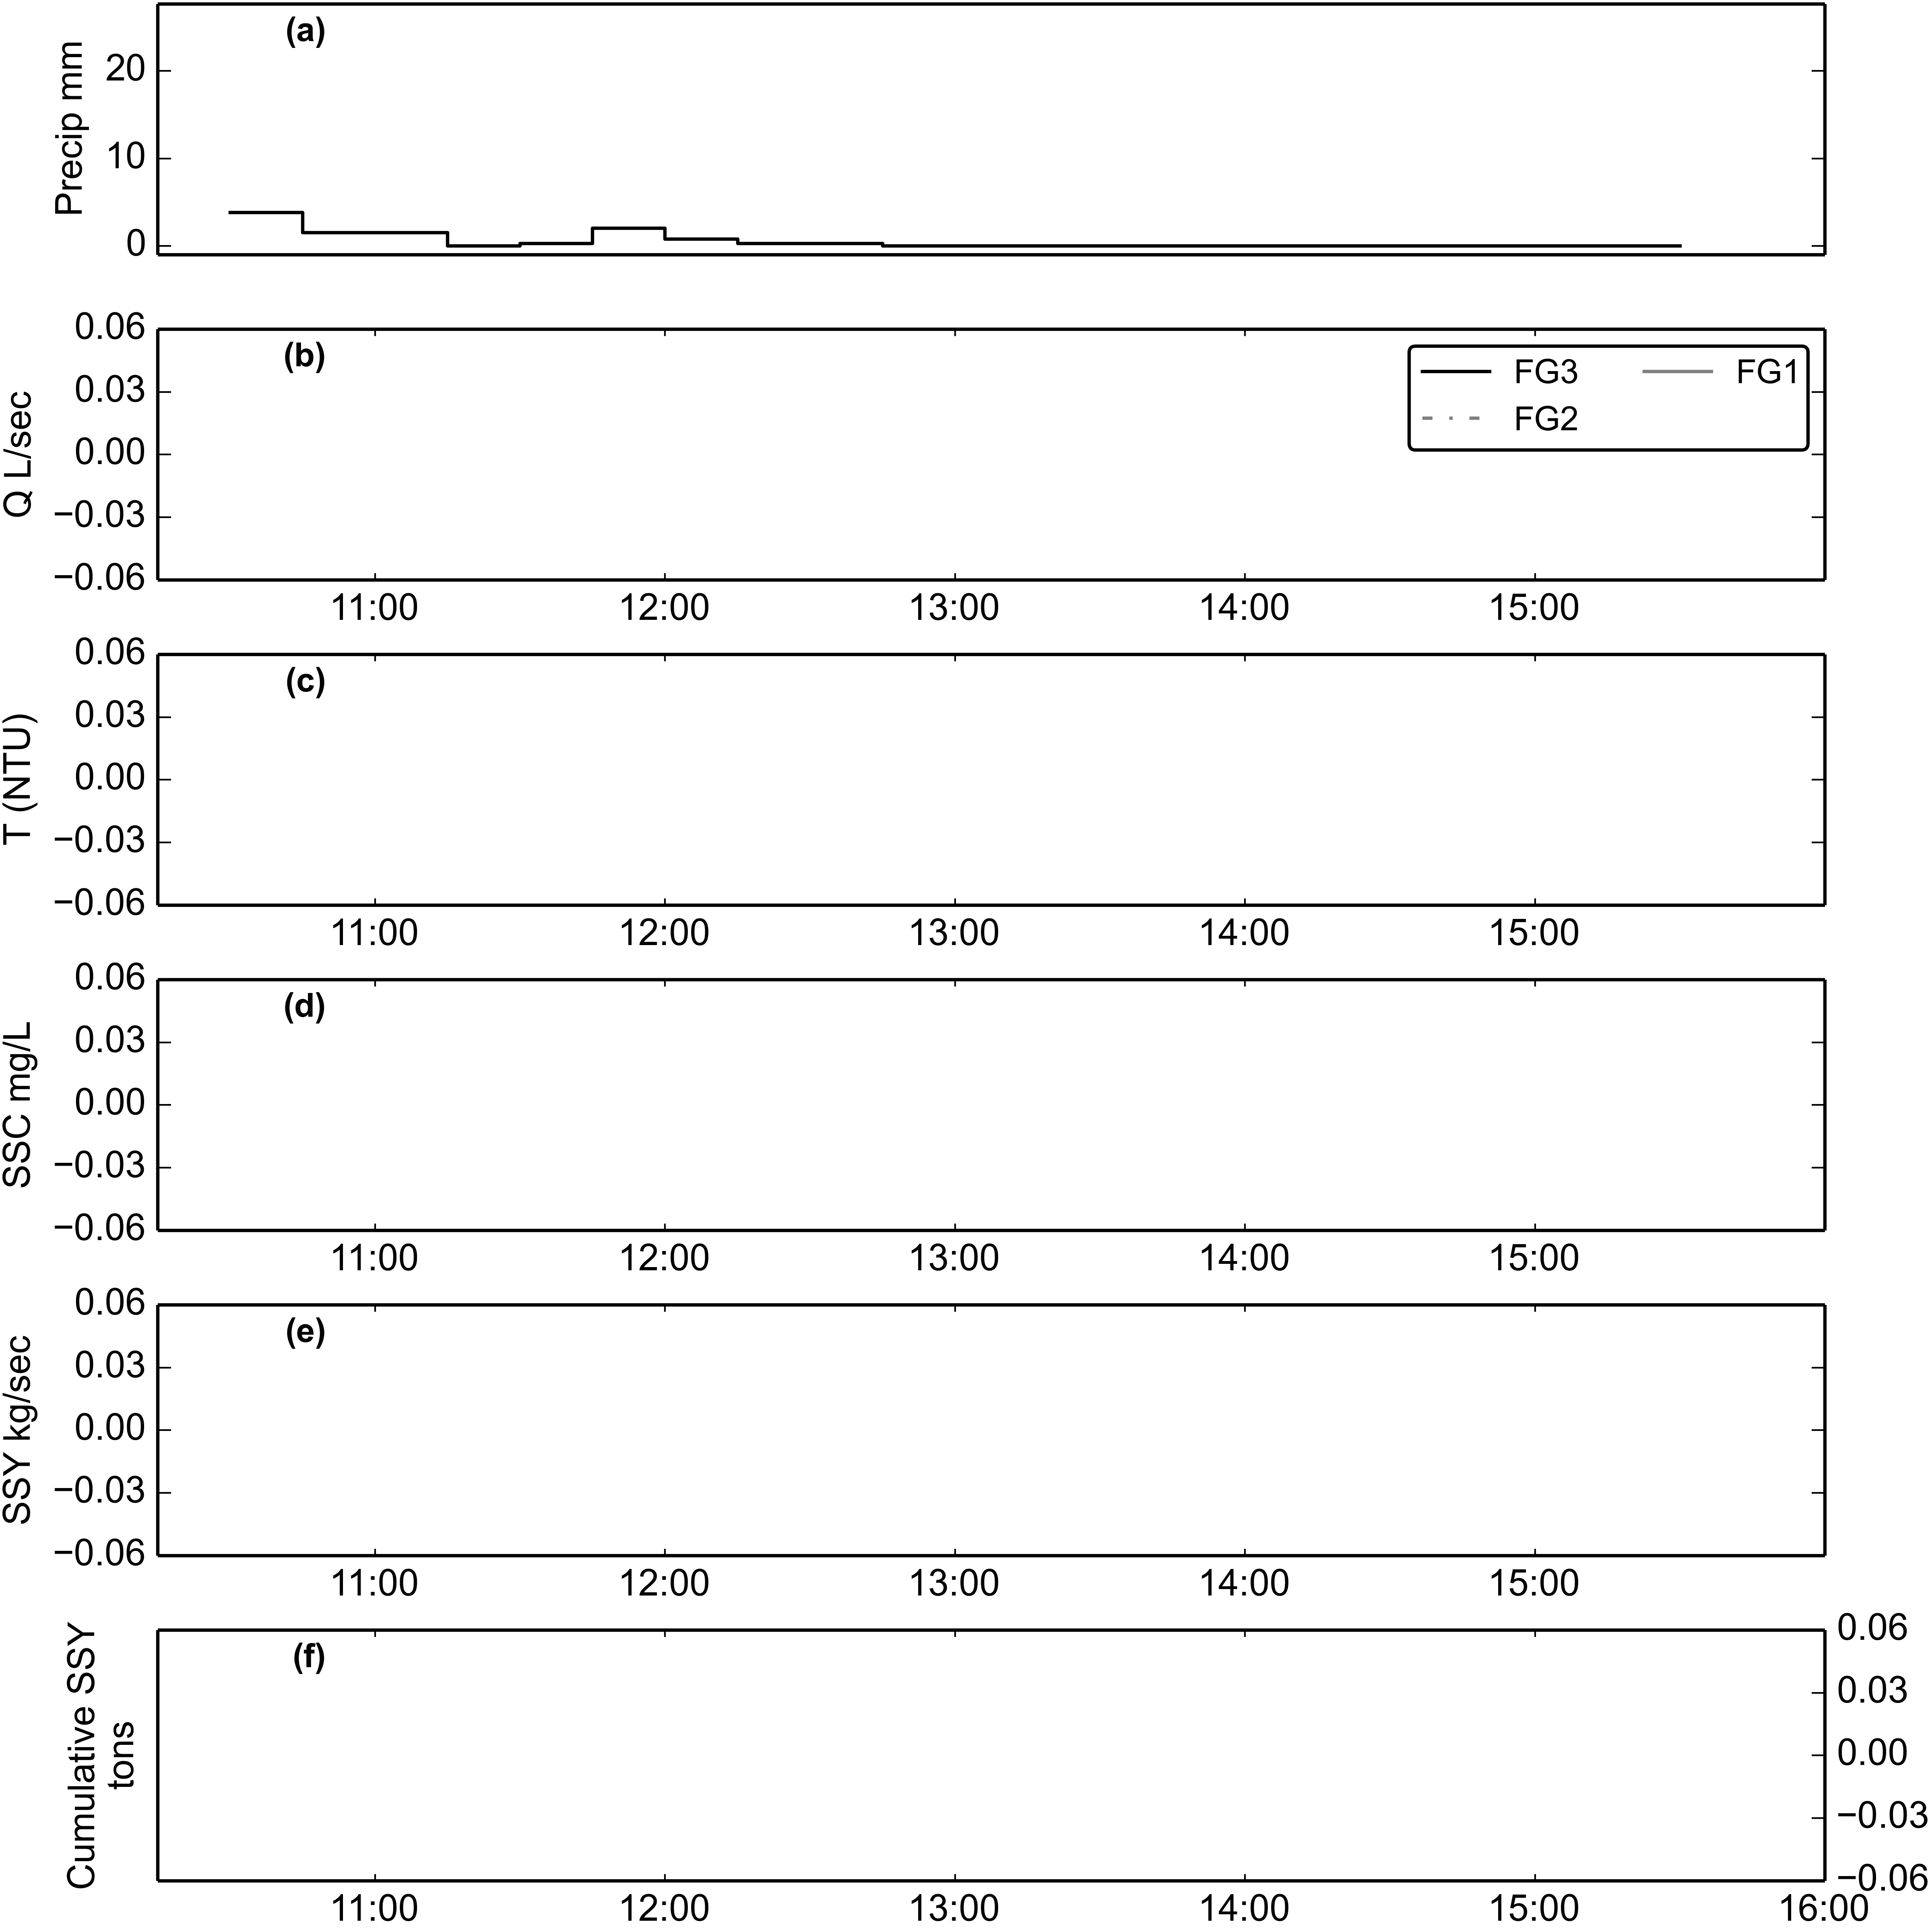 (a)
Precip mm
20
10
0
(b)
Q L/sec
0.06
0.03
0.00
−0.03
−0.06
FG3
FG1
FG2
11:00 12:00 13:00 14:00 15:00
(c)
T (NTU)
0.06
0.03
0.00
−0.03
−0.06
11:00 12:00 13:00 14:00 15:00
(d)
SSC mg/L
0.06
0.03
0.00
−0.03
−0.06
11:00 12:00 13:00 14:00 15:00
(e)
SSY kg/sec
0.06
0.03
0.00
−0.03
−0.06
11:00 12:00 13:00 14:00 15:00
(f)
Cumulative SSY
tons
0.06
0.03
0.00
−0.03
−0.06
11:00 12:00 13:00 14:00 15:00 16:00